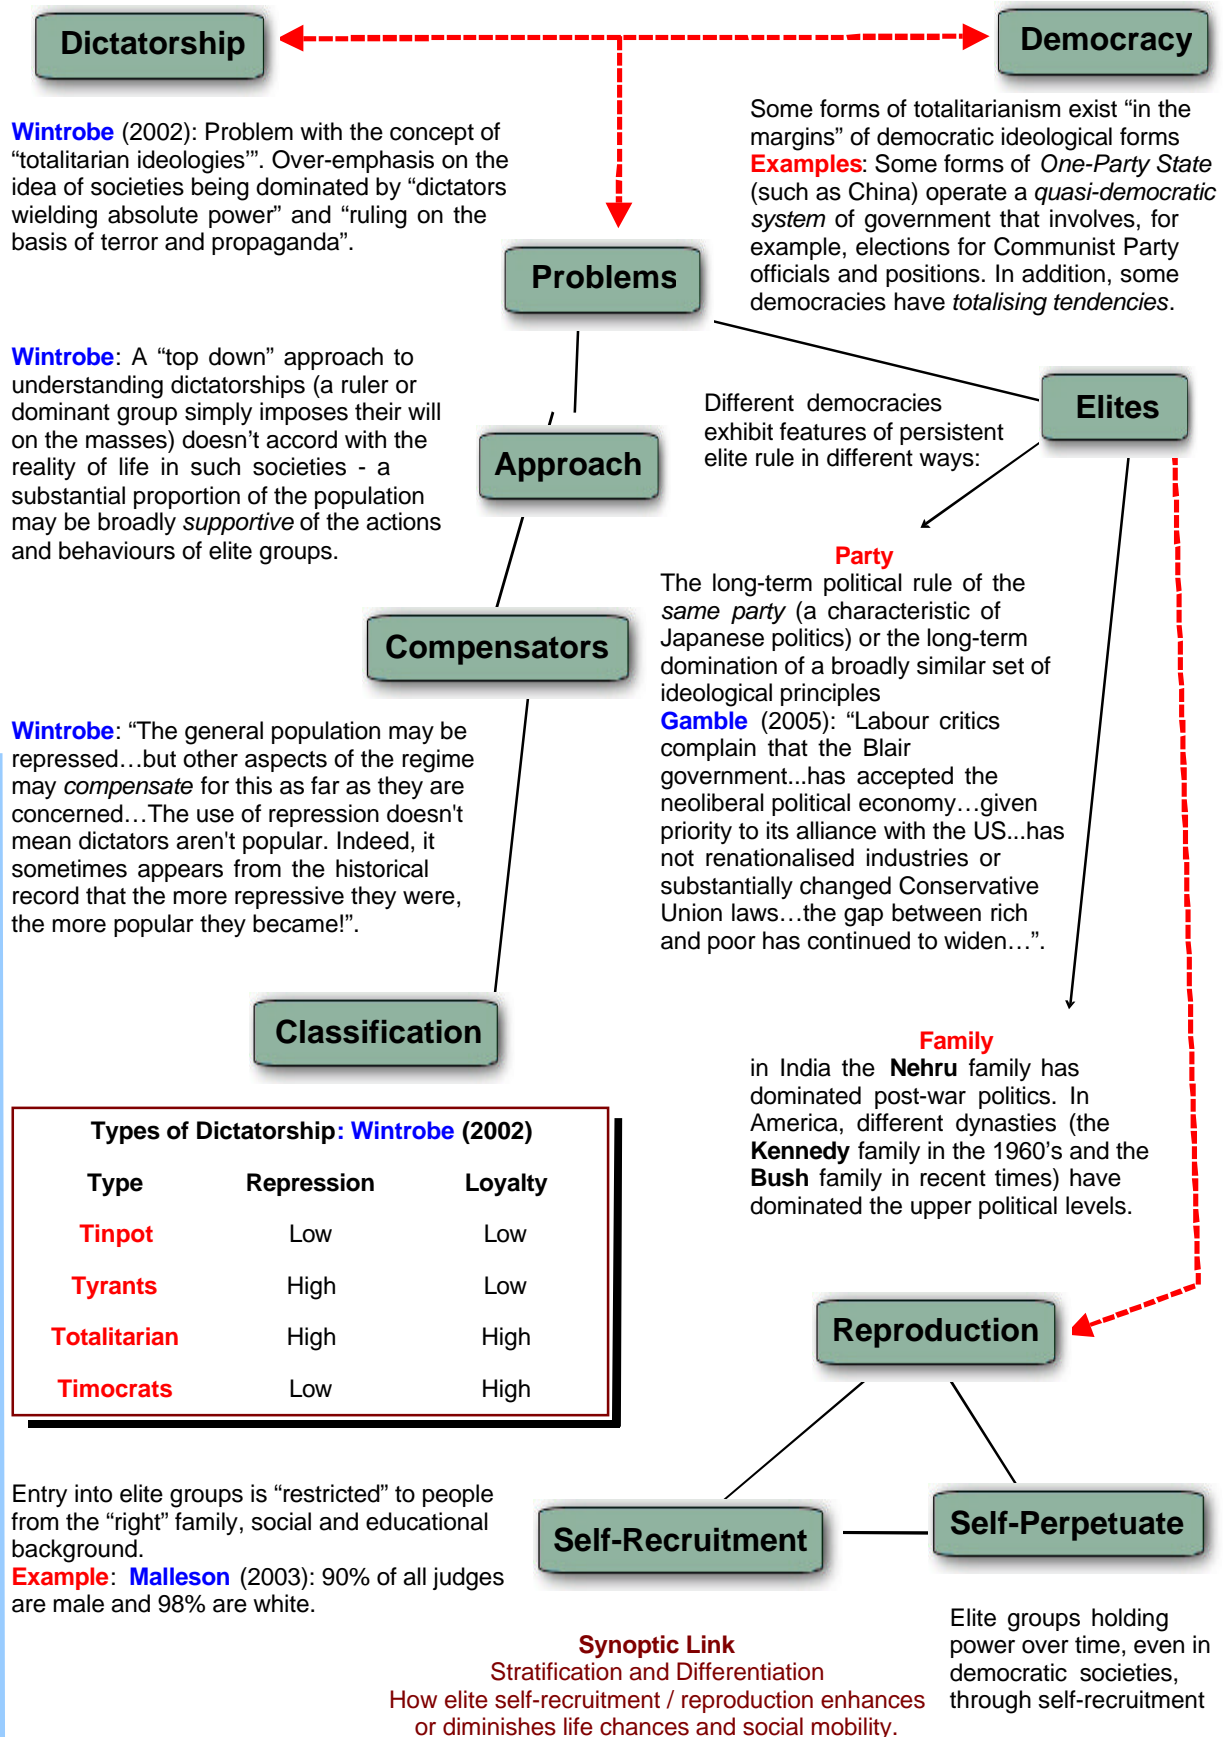 Dictatorship
Democracy
Wintrobe (2002): Problem with the concept of
“totalitarian ideologies’”. Over-emphasis on the
idea of societies being dominated by “dictators
wielding absolute power” and “ruling on the
basis of terror and propaganda”.
Some forms of totalitarianism exist “in the
margins” of democratic ideological forms
Examples: Some forms of One-Party State
(such as China) operate a quasi-democratic
system of government that involves, for
example, elections for Communist Party
officials and positions. In addition, some
democracies have totalising tendencies.
Problems
Wintrobe: A “top down” approach to
understanding dictatorships (a ruler or
dominant group simply imposes their will
on the masses) doesn’t accord with the
reality of life in such societies - a
substantial proportion of the population
may be broadly supportive of the actions
and behaviours of elite groups.
Approach
Different democracies
exhibit features of persistent
elite rule in different ways:
Elites
Party
The long-term political rule of the
same party (a characteristic of
Japanese politics) or the long-term
domination of a broadly similar set of
ideological principles
Gamble (2005): “Labour critics
complain that the Blair
government...has accepted the
neoliberal political economy…given
priority to its alliance with the US...has
not renationalised industries or
substantially changed Conservative
Union laws…the gap between rich
and poor has continued to widen…”.
Compensators
Wintrobe: “The general population may be
repressed…but other aspects of the regime
may compensate for this as far as they are
concerned…The use of repression doesn't
mean dictators aren't popular. Indeed, it
sometimes appears from the historical
record that the more repressive they were,
the more popular they became!”.
Classification
Family
in India the Nehru family has
dominated post-war politics. In
America, different dynasties (the
Kennedy family in the 1960’s and the
Bush family in recent times) have
dominated the upper political levels.
Types of Dictatorship: Wintrobe (2002)
Type Repression Loyalty
Tinpot Low Low
Tyrants High Low
Totalitarian High High
Timocrats Low High
Reproduction
Entry into elite groups is “restricted” to people
from the “right” family, social and educational
background.
Example: Malleson (2003): 90% of all judges
are male and 98% are white.
Self-Recruitment
Self-Perpetuate
Elite groups holding
power over time, even in
democratic societies,
through self-recruitment
Synoptic Link
Stratification and Differentiation
How elite self-recruitment / reproduction enhances
or diminishes life chances and social mobility.